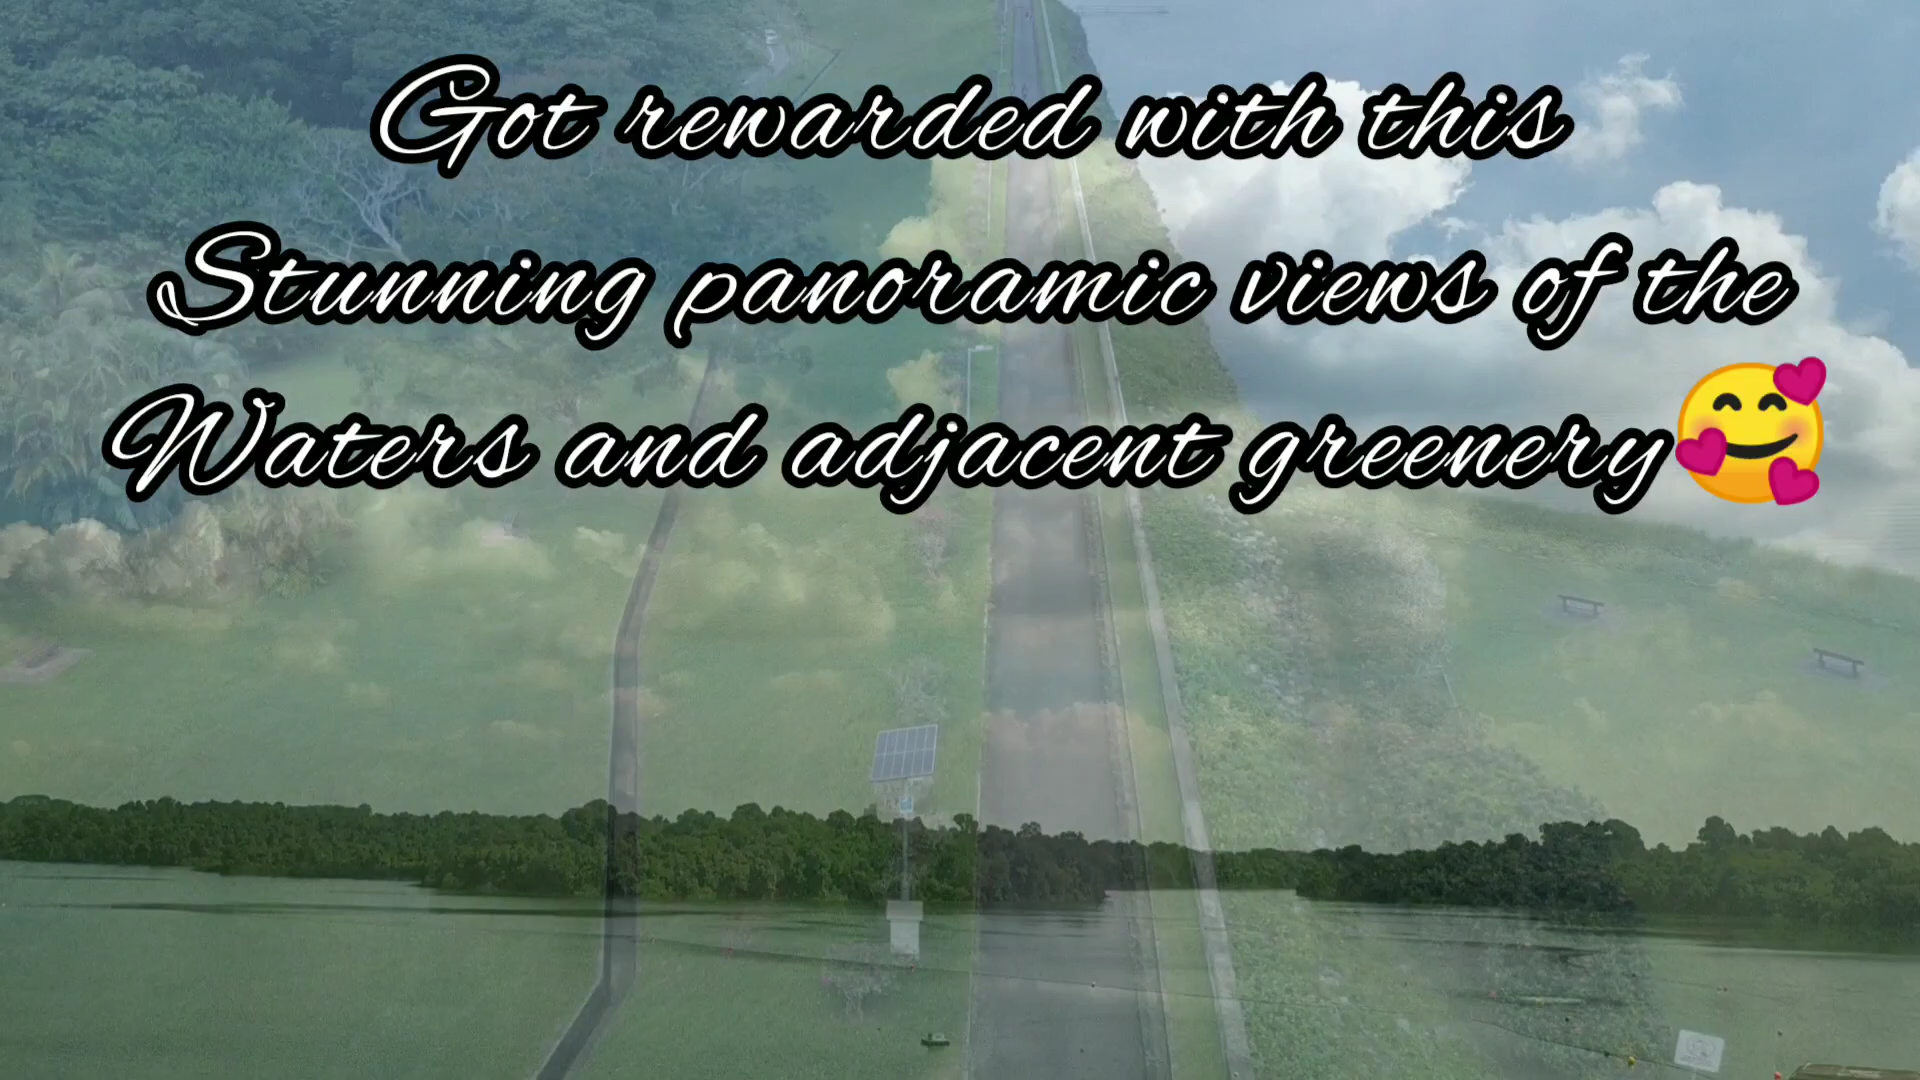 Got rewarded with this
Stunning panoramic views of the
Waters and adjacent greenery🥰